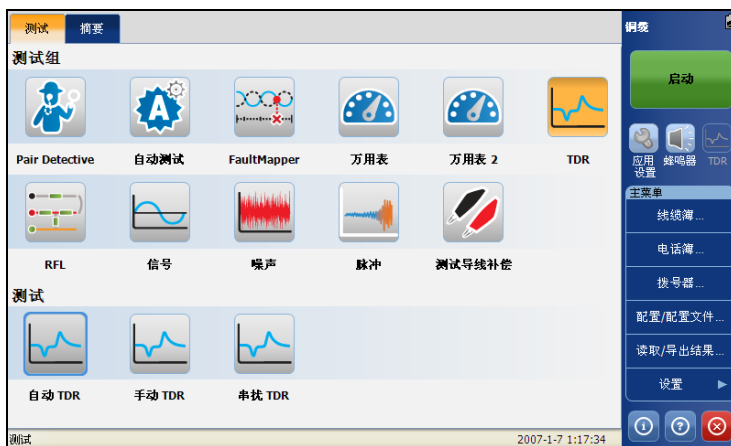 测试 摘要
测试组
Pair Detective 自动测试 FaultMapper 万用表 万用表 2 TDR
RFL 信号 噪声 脉冲 测试导线补偿
测试
自动 TDR 手动 TDR 串扰 TDR
测试 2007-1-7 1:17:34
铜缆
启动
应用设置 蜂鸣器 TDR
主菜单
线缆簿...
电话簿...
拨号器...
配置/配置文件...
读取/导出结果...
设置